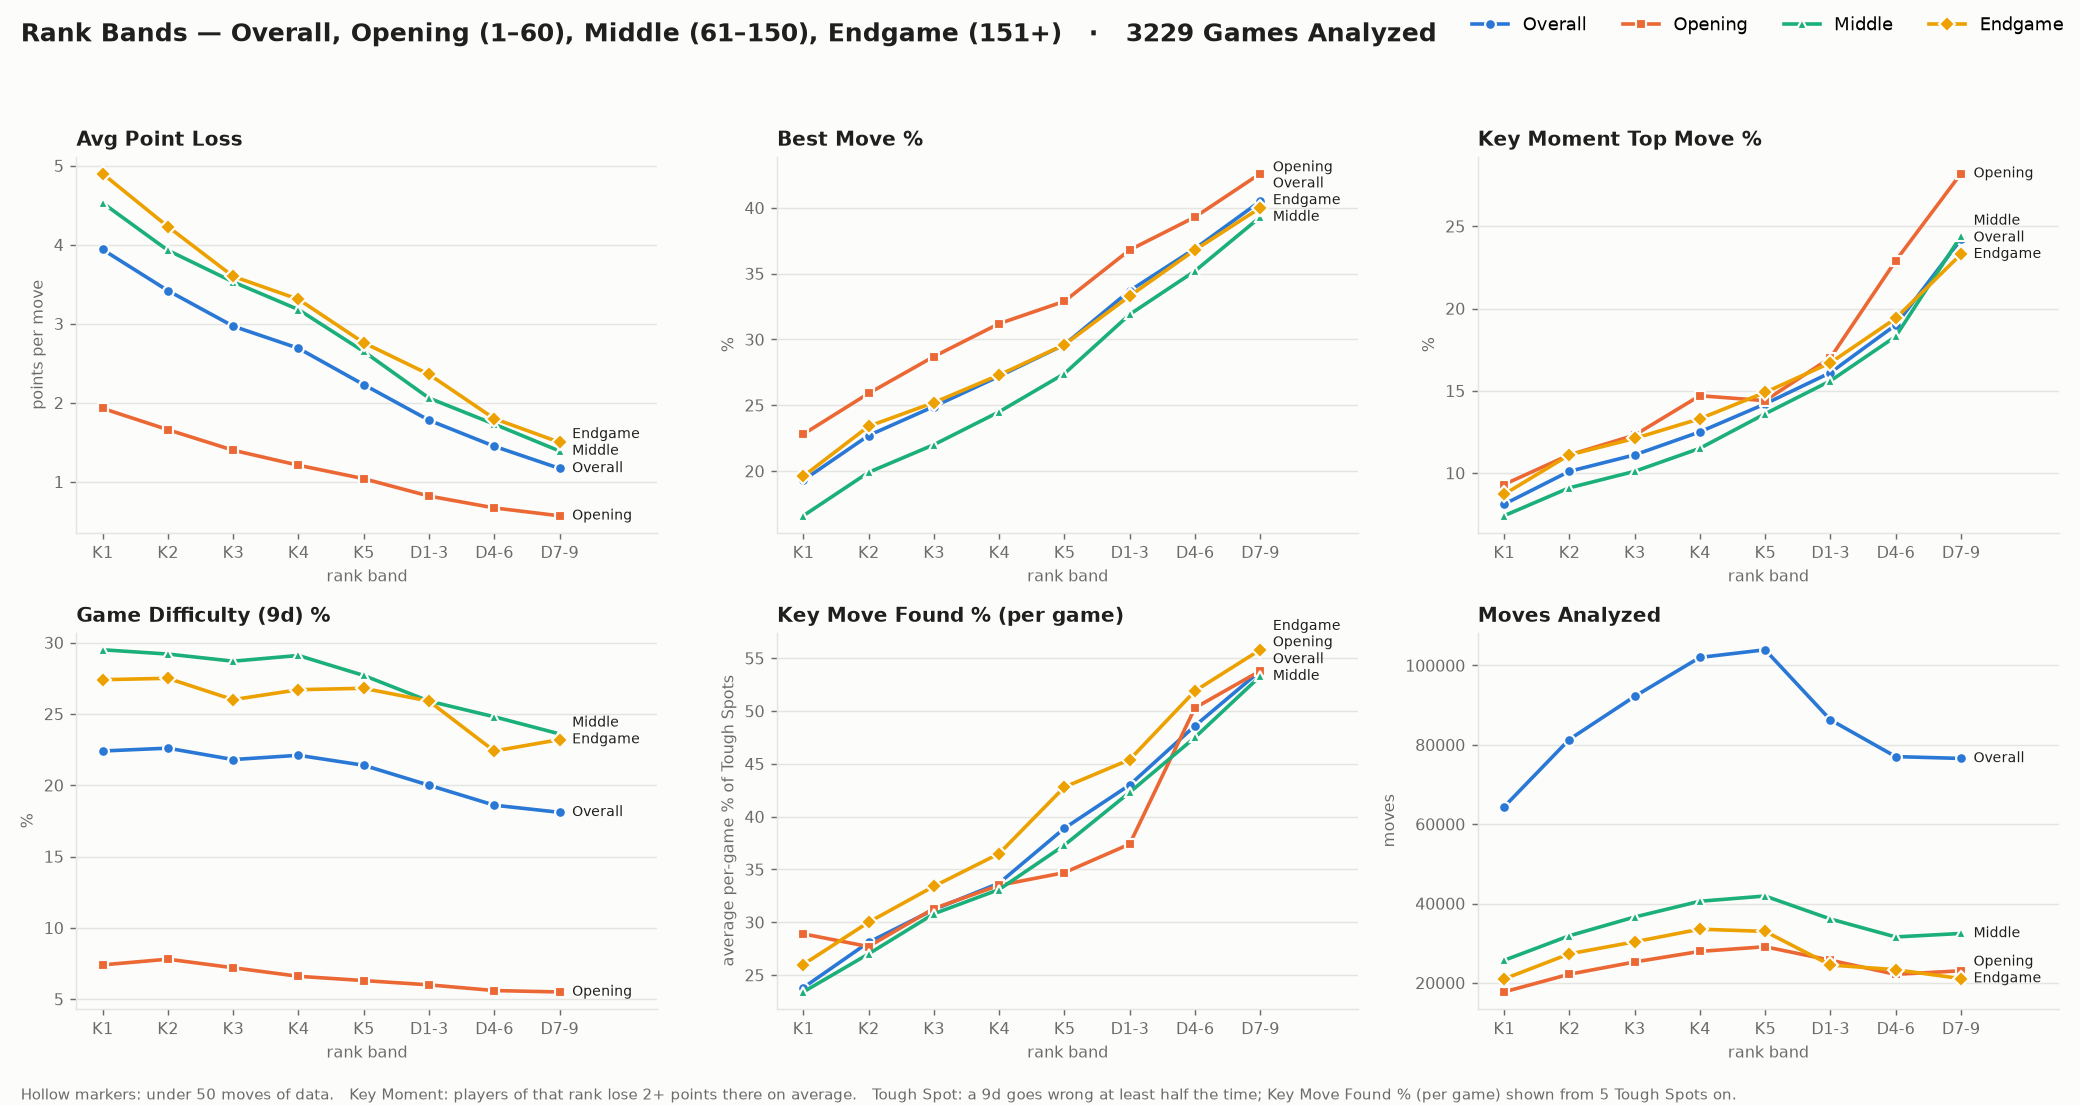 Rank Bands — Overall, Opening (1–60), Middle (61–150), Endgame (151+) · 3229 Games Analyzed
Overall Opening Middle Endgame
Avg Point Loss
points per move
5
4
3
2
1
Endgame
Middle
Overall
Opening
K1 K2 K3 K4 K5 D1-3 D4-6 D7-9
rank band
Best Move %
%
40
35
30
25
20
Opening
Overall
Endgame
Middle
K1 K2 K3 K4 K5 D1-3 D4-6 D7-9
rank band
Key Moment Top Move %
%
25
20
15
10
Opening
Middle
Overall
Endgame
K1 K2 K3 K4 K5 D1-3 D4-6 D7-9
rank band
Game Difficulty (9d) %
%
30
25
20
15
10
5
Middle
Endgame
Overall
Opening
K1 K2 K3 K4 K5 D1-3 D4-6 D7-9
rank band
Key Move Found % (per game)
average per-game % of Tough Spots
55
50
45
40
35
30
25
Endgame
Opening
Overall
Middle
K1 K2 K3 K4 K5 D1-3 D4-6 D7-9
rank band
Moves Analyzed
moves
100000
80000
60000
40000
20000
Overall
Middle
Opening
Endgame
K1 K2 K3 K4 K5 D1-3 D4-6 D7-9
rank band
Hollow markers: under 50 moves of data. Key Moment: players of that rank lose 2+ points there on average. Tough Spot: a 9d goes wrong at least half the time; Key Move Found % (per game) shown from 5 Tough Spots on.